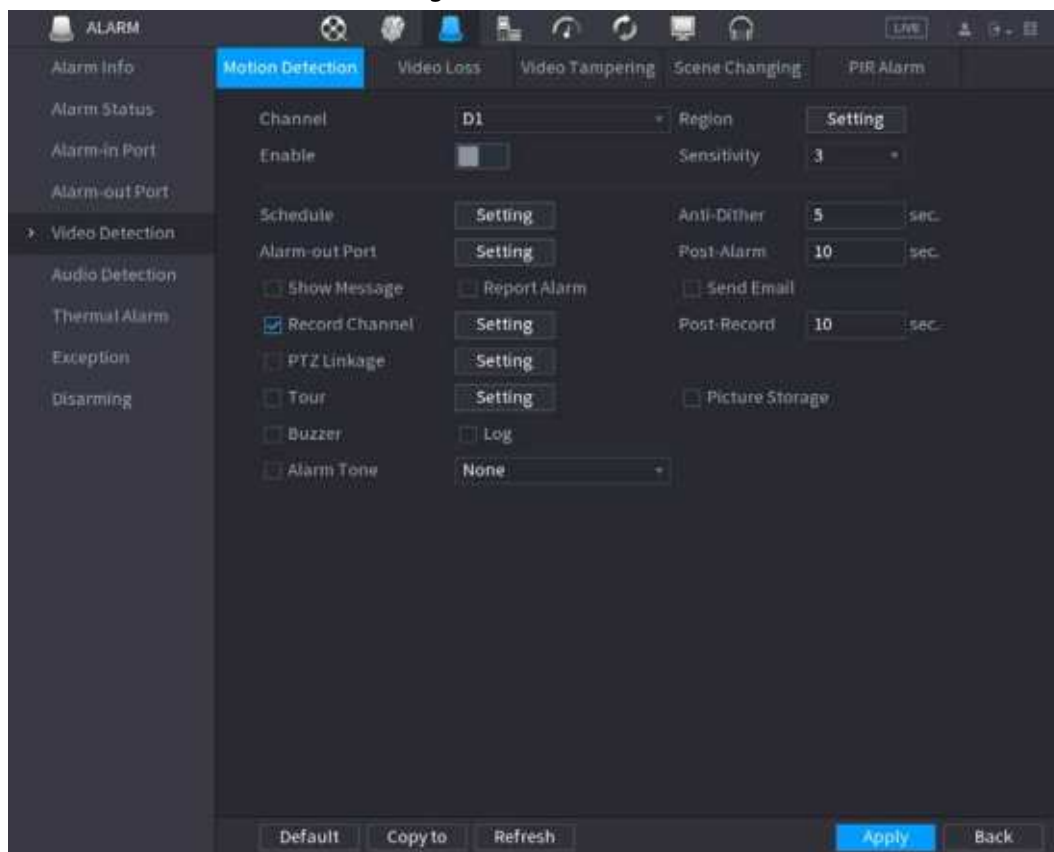 ALARM LIVE
Alarm Info Motion Detection Video Loss Video Tampering Scene Changing PIR Alarm
Alarm Status Channel D1 Region Setting
Alarm-in Port Enable Sensitivity 3
Alarm-out Port Schedule Setting Anti-Dither 5 sec.
Video Detection Alarm-out Port Setting Post-Alarm 10 sec.
Audio Detection Show Message Report Alarm Send Email
Thermal Alarm Record Channel Setting Post-Record 10 sec.
Exception PTZ Linkage Setting
Disarming Tour Setting Picture Storage
Buzzer Log
Alarm Tone None
Default Copy to Refresh Apply Back